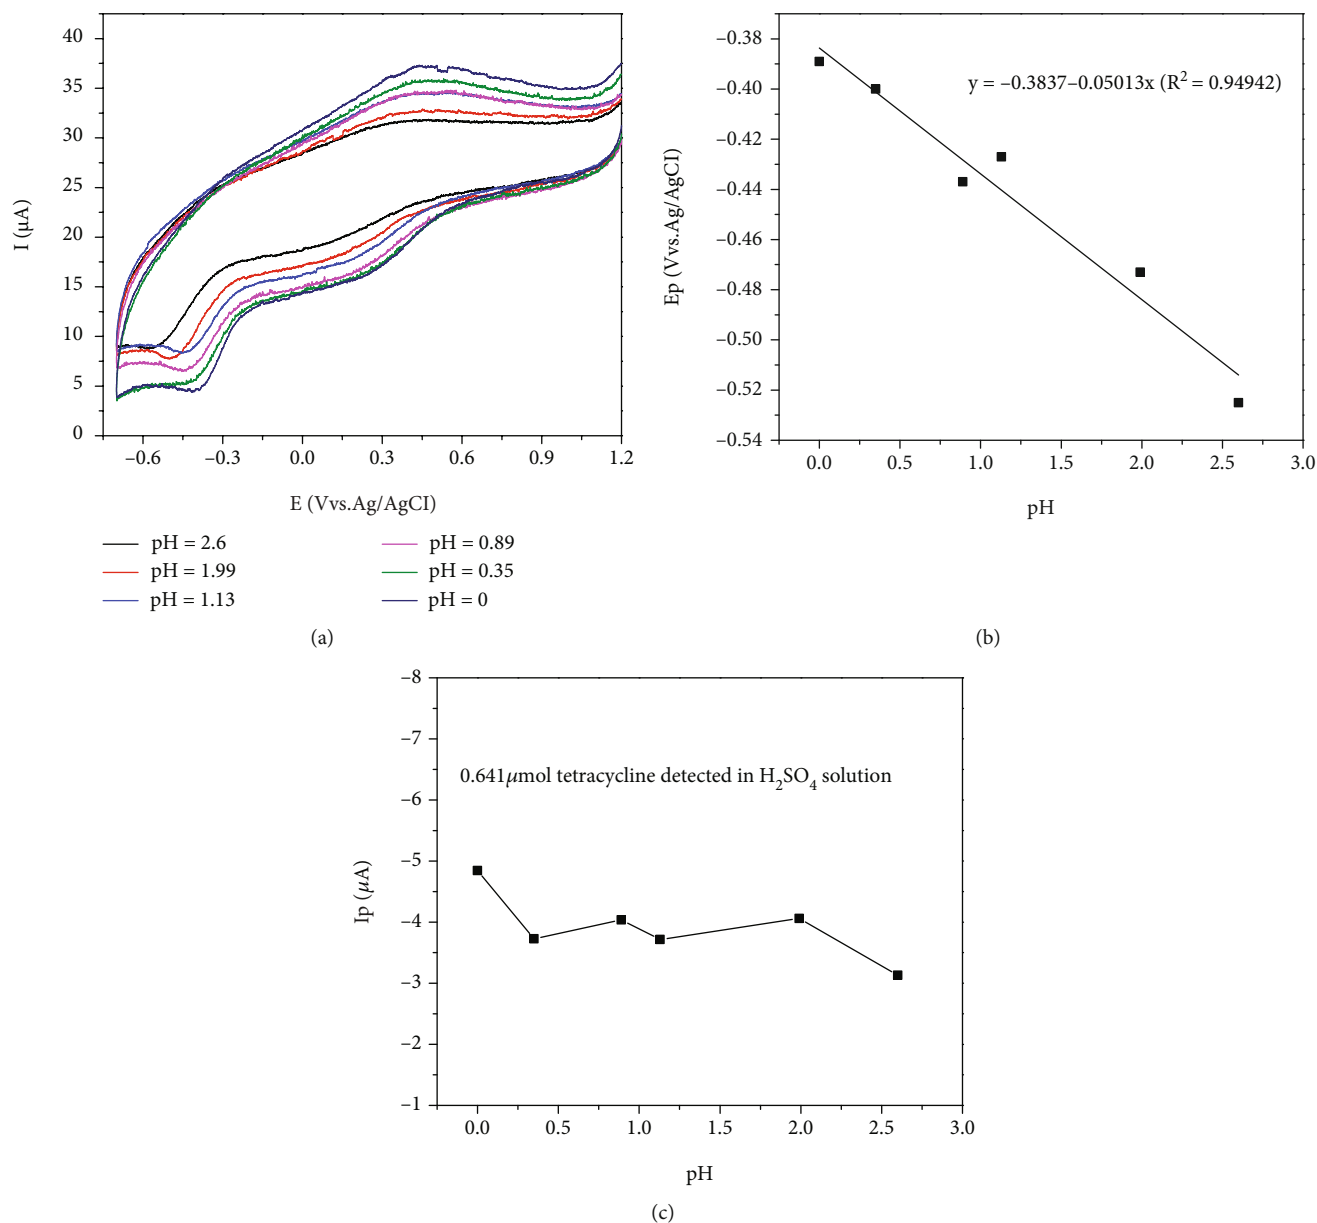 40
35
30
25
20
15
10
5
0
I (μA)
−0.6 −0.3 0.0 0.3 0.6 0.9 1.2
E (Vvs.Ag/AgCI)
pH = 2.6
pH = 1.99
pH = 1.13
pH = 0.89
pH = 0.35
pH = 0
(a)
−0.38
−0.40
−0.42
−0.44
−0.46
−0.48
−0.50
−0.52
−0.54
Ep (Vvs.Ag/AgCI)
y = −0.3837–0.05013x (R² = 0.94942)
0.0 0.5 1.0 1.5 2.0 2.5 3.0
pH
(b)
−8
−7
−6
−5
−4
−3
−2
−1
Ip (μA)
0.641μmol tetracycline detected in H₂SO₄ solution
0.0 0.5 1.0 1.5 2.0 2.5 3.0
pH
(c)